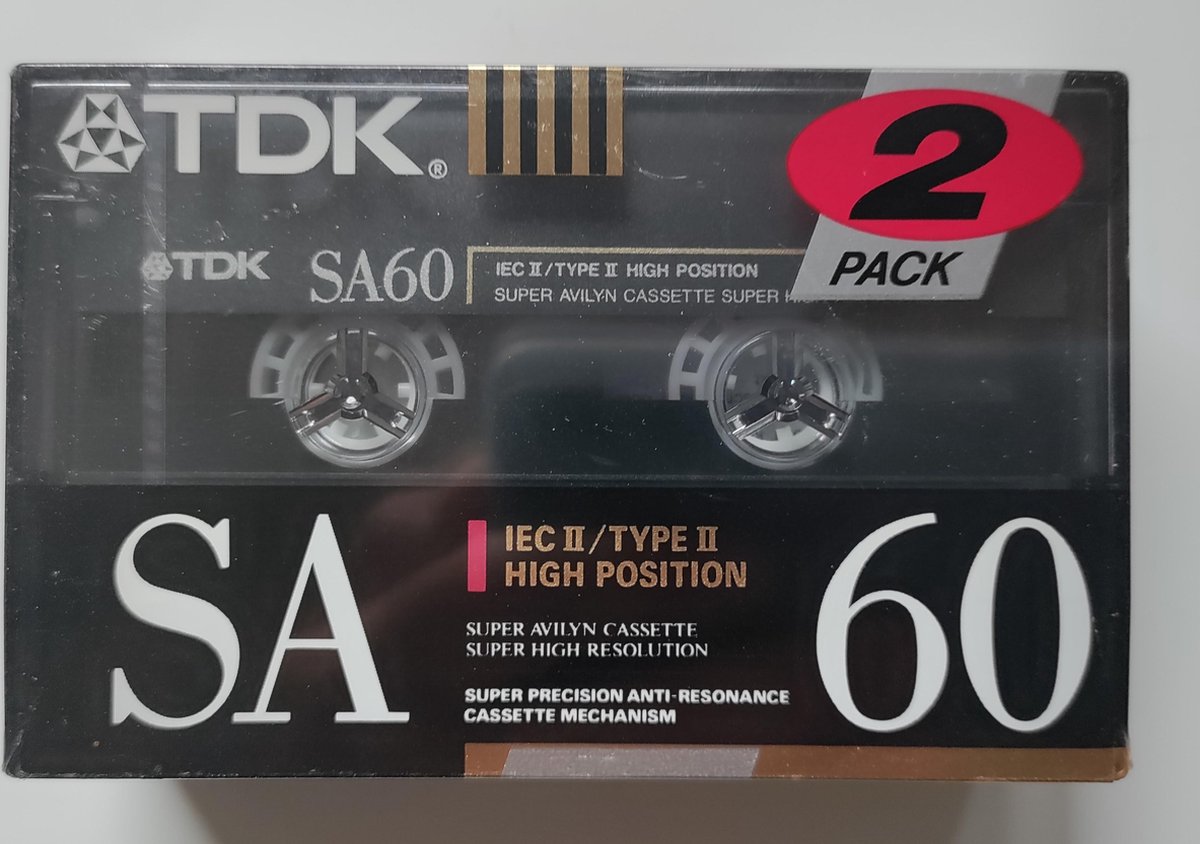 TDK®
2
PACK
TDK SA60
IEC II/TYPE II HIGH POSITION
SUPER AVILYN CASSETTE SUPER
SA
IEC II/TYPE II
HIGH POSITION
SUPER AVILYN CASSETTE
SUPER HIGH RESOLUTION
SUPER PRECISION ANTI-RESONANCE
CASSETTE MECHANISM
60